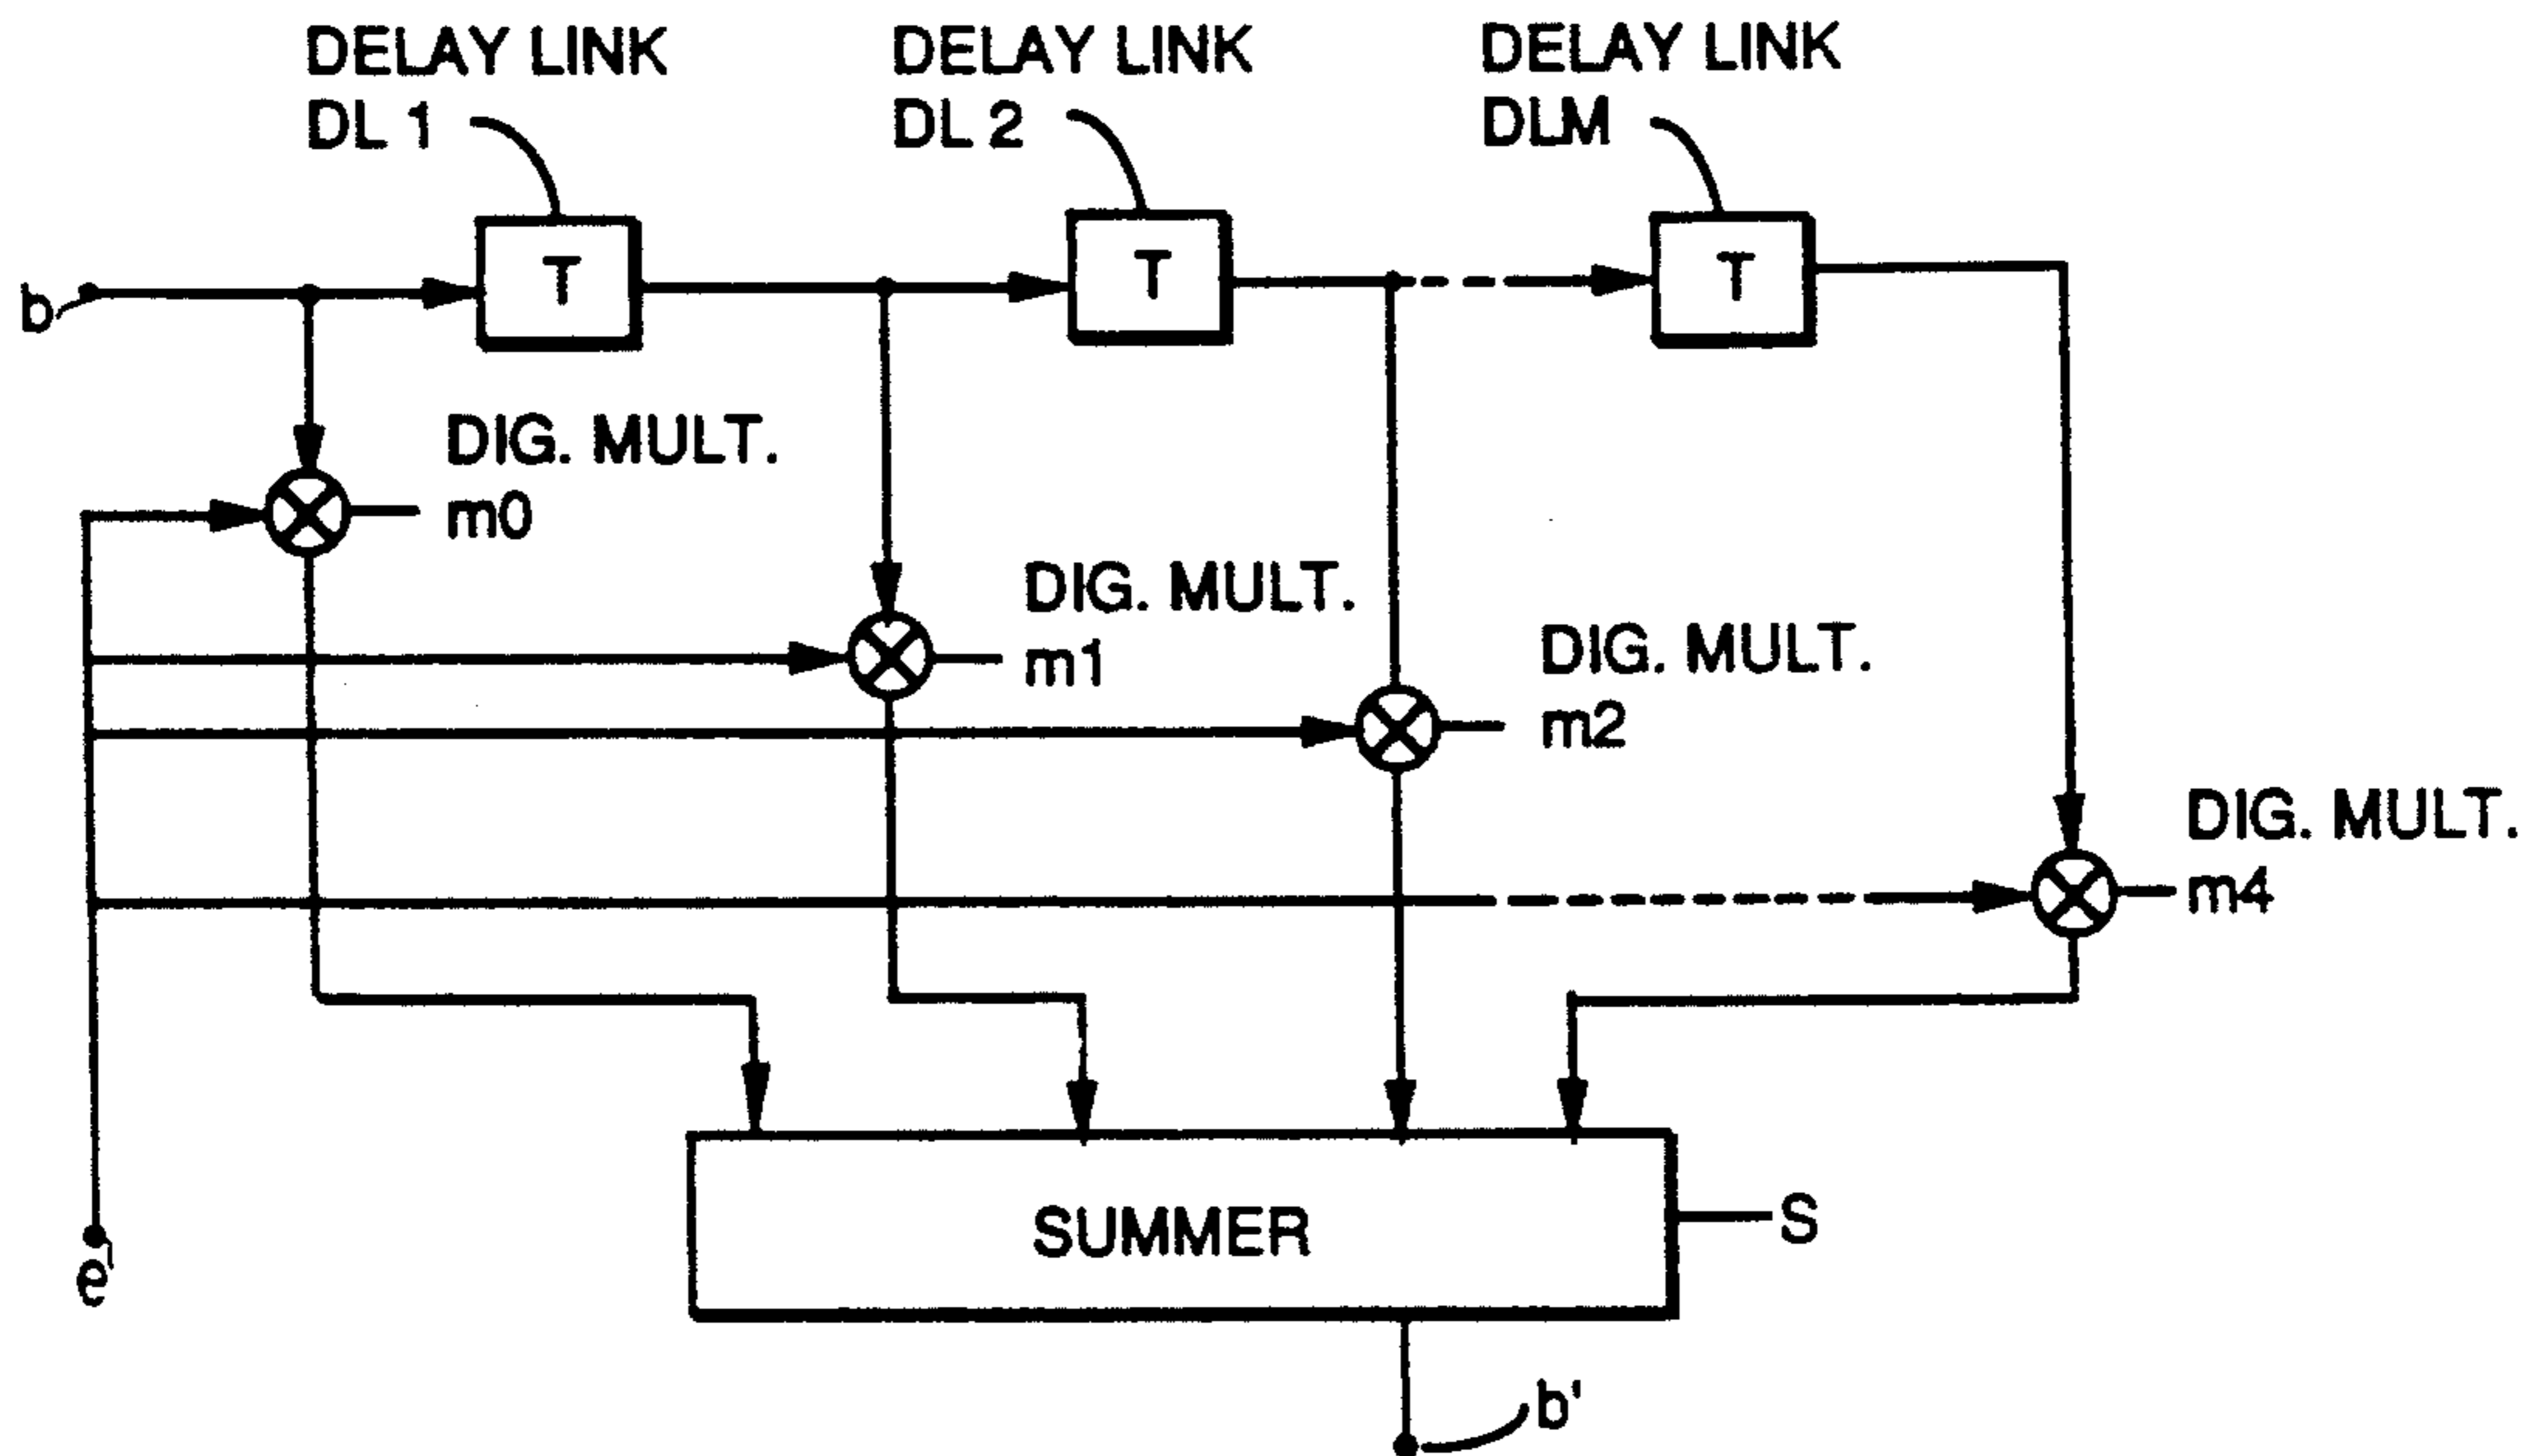 DELAY LINK
DL 1
DELAY LINK
DL 2
DELAY LINK
DLM
T
T
T
b
DIG. MULT.
m0
DIG. MULT.
m1
DIG. MULT.
m2
DIG. MULT.
m4
SUMMER
S
e
b'